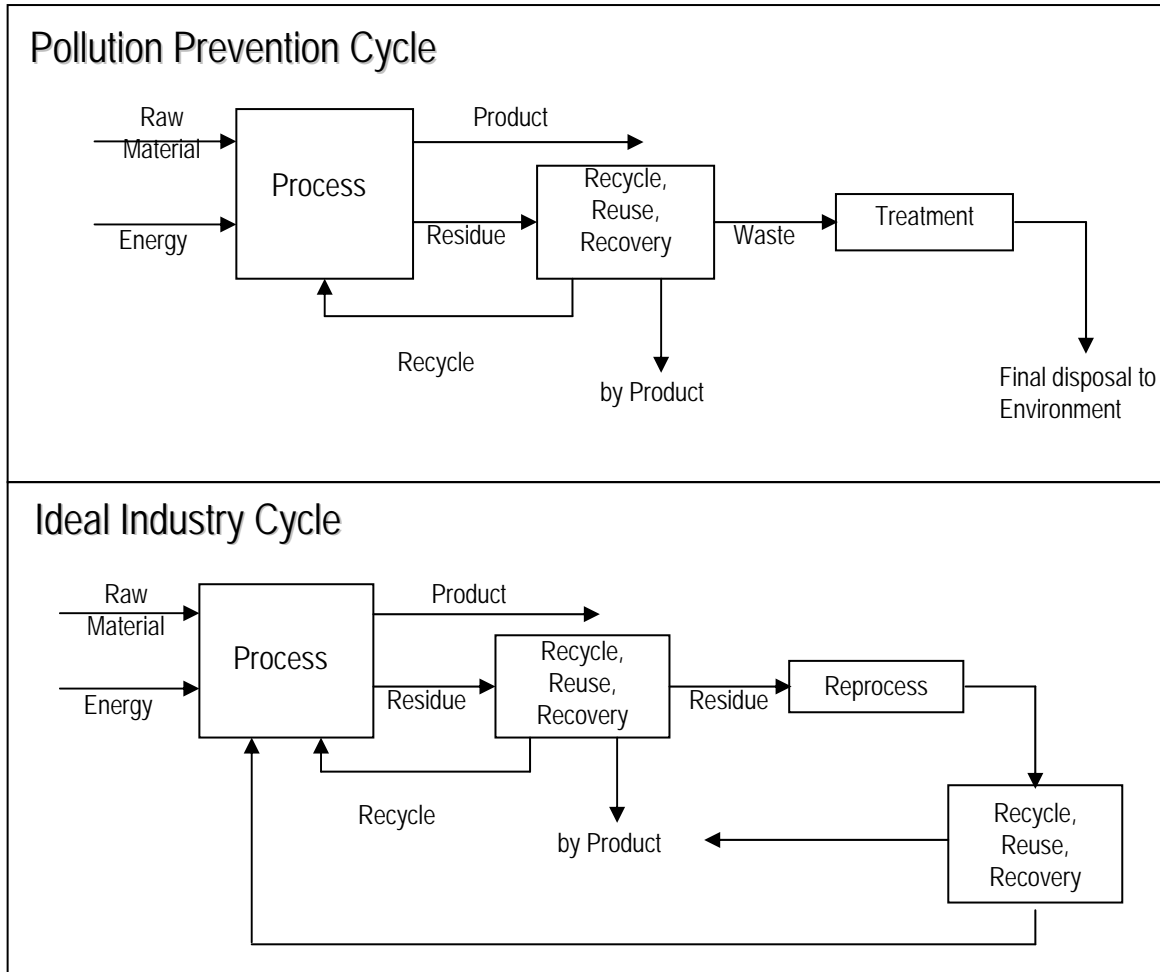 Pollution Prevention Cycle
Raw
Material
Energy
Process
Product
Residue
Recycle,
Reuse,
Recovery
Waste
Treatment
Recycle
by Product
Final disposal to
Environment
Ideal Industry Cycle
Raw
Material
Energy
Process
Product
Residue
Recycle,
Reuse,
Recovery
Residue
Reprocess
Recycle
by Product
Recycle,
Reuse,
Recovery